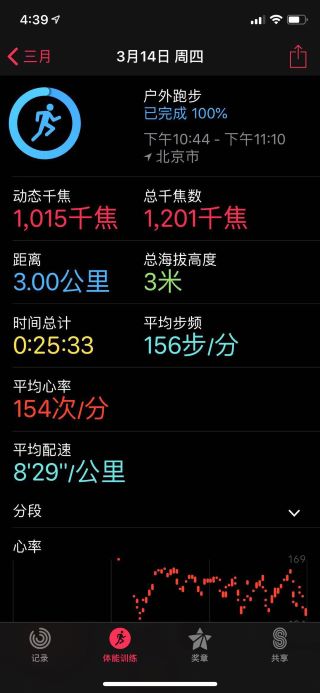 4:39
三月
3月14日 周四
户外跑步
已完成 100%
下午10:44 - 下午11:10
北京市
动态千焦
总千焦数
1,015千焦
1,201千焦
距离
总海拔高度
3.00公里
3米
时间总计
平均步频
0:25:33
156步/分
平均心率
154次/分
平均配速
8'29"/公里
分段
心率
169
记录
体能训练
奖章
共享